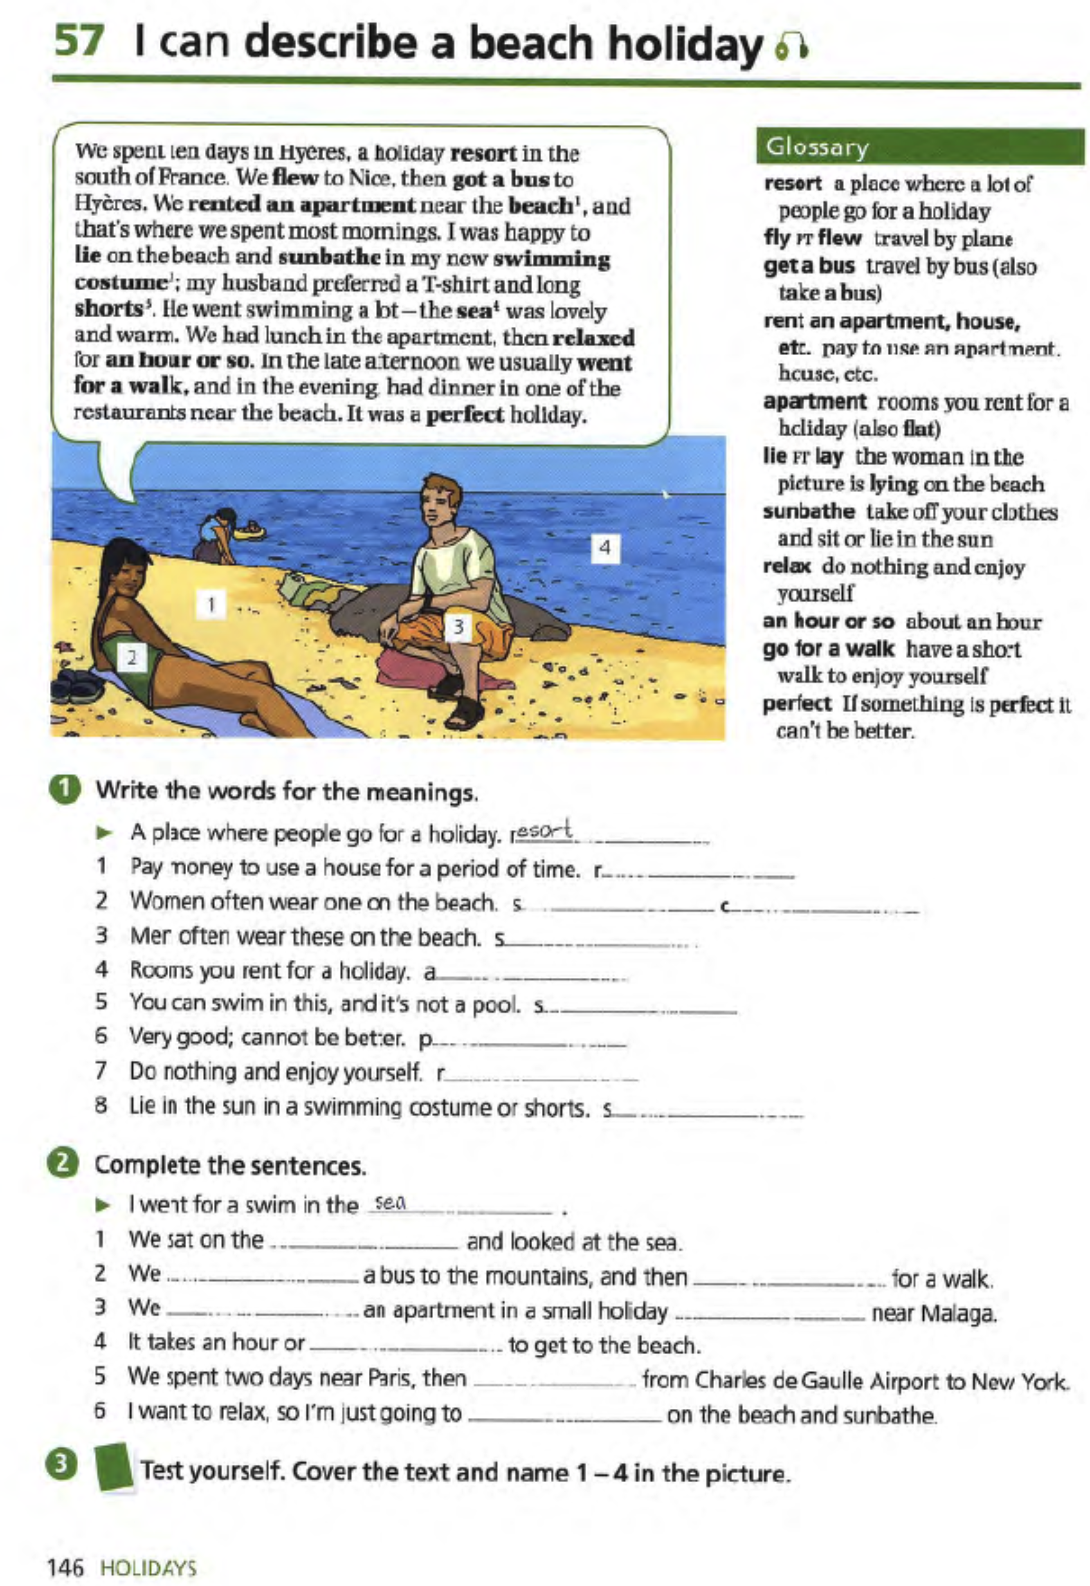 57 I can describe a beach holiday
We spent ten days in Hyères, a holiday resort in the
south of France. We flew to Nice, then got a bus to
Hyères. We rented an apartment near the beach¹, and
that's where we spent most mornings. I was happy to
lie on the beach and sunbathe in my new swimming
costume²; my husband preferred a T-shirt and long
shorts³. He went swimming a lot – the sea⁴ was lovely
and warm. We had lunch in the apartment, then relaxed
for an hour or so. In the late afternoon we usually went
for a walk, and in the evening had dinner in one of the
restaurants near the beach. It was a perfect holiday.
1
2
3
4
Glossary
resort a place where a lot of
people go for a holiday
fly PT flew travel by plane
get a bus travel by bus (also
take a bus)
rent an apartment, house,
etc. pay to use an apartment,
house, etc.
apartment rooms you rent for a
holiday (also flat)
lie PT lay the woman in the
picture is lying on the beach
sunbathe take off your clothes
and sit or lie in the sun
relax do nothing and enjoy
yourself
an hour or so about an hour
go for a walk have a short
walk to enjoy yourself
perfect If something is perfect it
can't be better.
1 Write the words for the meanings.
► A place where people go for a holiday. resort
1 Pay money to use a house for a period of time. r
2 Women often wear one on the beach. s c
3 Men often wear these on the beach. s
4 Rooms you rent for a holiday. a
5 You can swim in this, and it's not a pool. s
6 Very good; cannot be better. p
7 Do nothing and enjoy yourself. r
8 Lie in the sun in a swimming costume or shorts. s
2 Complete the sentences.
► I went for a swim in the sea .
1 We sat on the and looked at the sea.
2 We a bus to the mountains, and then for a walk.
3 We an apartment in a small holiday near Malaga.
4 It takes an hour or to get to the beach.
5 We spent two days near Paris, then from Charles de Gaulle Airport to New York.
6 I want to relax, so I'm just going to on the beach and sunbathe.
3 Test yourself. Cover the text and name 1 – 4 in the picture.
146 HOLIDAYS